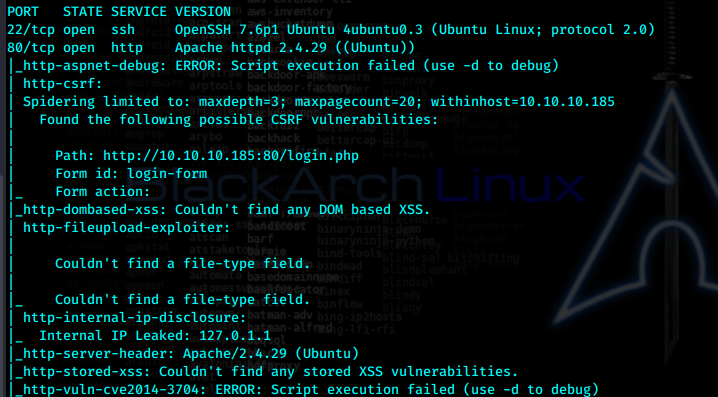 PORT   STATE SERVICE VERSION
22/tcp open  ssh     OpenSSH 7.6p1 Ubuntu 4ubuntu0.3 (Ubuntu Linux; protocol 2.0)
80/tcp open  http    Apache httpd 2.4.29 ((Ubuntu))
|_http-aspnet-debug: ERROR: Script execution failed (use -d to debug)
| http-csrf:
| Spidering limited to: maxdepth=3; maxpagecount=20; withinhost=10.10.10.185
|   Found the following possible CSRF vulnerabilities:
|
|     Path: http://10.10.10.185:80/login.php
|     Form id: login-form
|_    Form action:
BlackArch Linux
|_http-dombased-xss: Couldn't find any DOM based XSS.
| http-fileupload-exploiter:
|
|     Couldn't find a file-type field.
|
|_    Couldn't find a file-type field.
| http-internal-ip-disclosure:
|_  Internal IP Leaked: 127.0.1.1
|_http-server-header: Apache/2.4.29 (Ubuntu)
|_http-stored-xss: Couldn't find any stored XSS vulnerabilities.
|_http-vuln-cve2014-3704: ERROR: Script execution failed (use -d to debug)